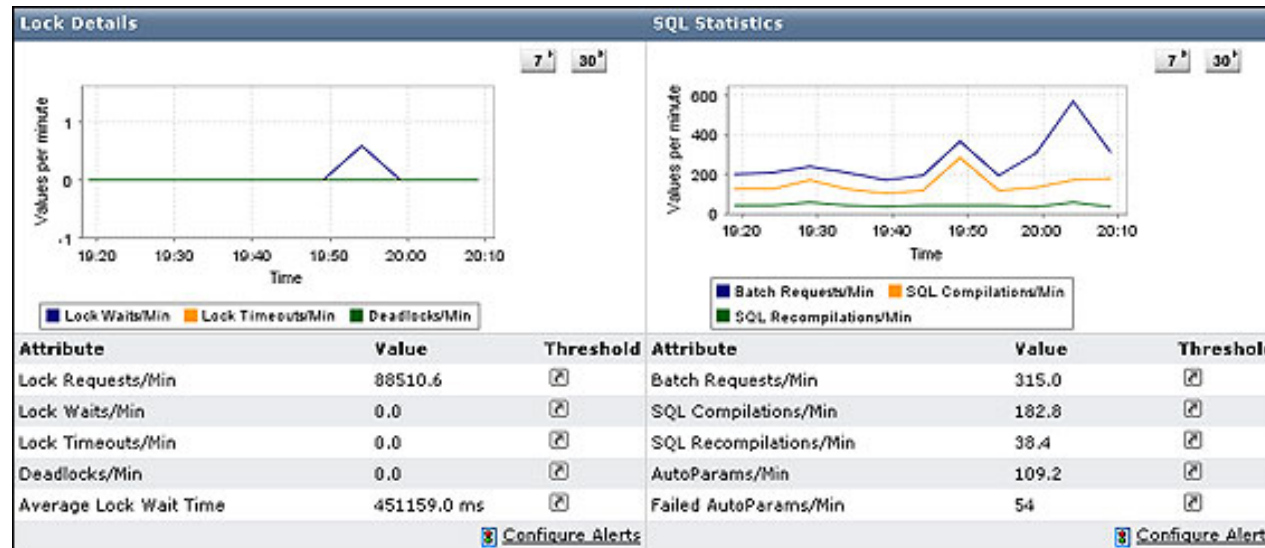 Lock Details
7 30
Values per minute
1
0
-1
19:20 19:30 19:40 19:50 20:00 20:10
Time
Lock Waits/Min Lock Timeouts/Min Deadlocks/Min
Attribute Value Threshold
Lock Requests/Min 88510.6
Lock Waits/Min 0.0
Lock Timeouts/Min 0.0
Deadlocks/Min 0.0
Average Lock Wait Time 451159.0 ms
Configure Alerts
SQL Statistics
7 30
Values per minute
600
400
200
0
19:20 19:30 19:40 19:50 20:00 20:10
Time
Batch Requests/Min SQL Compilations/Min
SQL Recompilations/Min
Attribute Value Threshol
Batch Requests/Min 315.0
SQL Compilations/Min 182.8
SQL Recompilations/Min 38.4
AutoParams/Min 109.2
Failed AutoParams/Min 54
Configure Alert